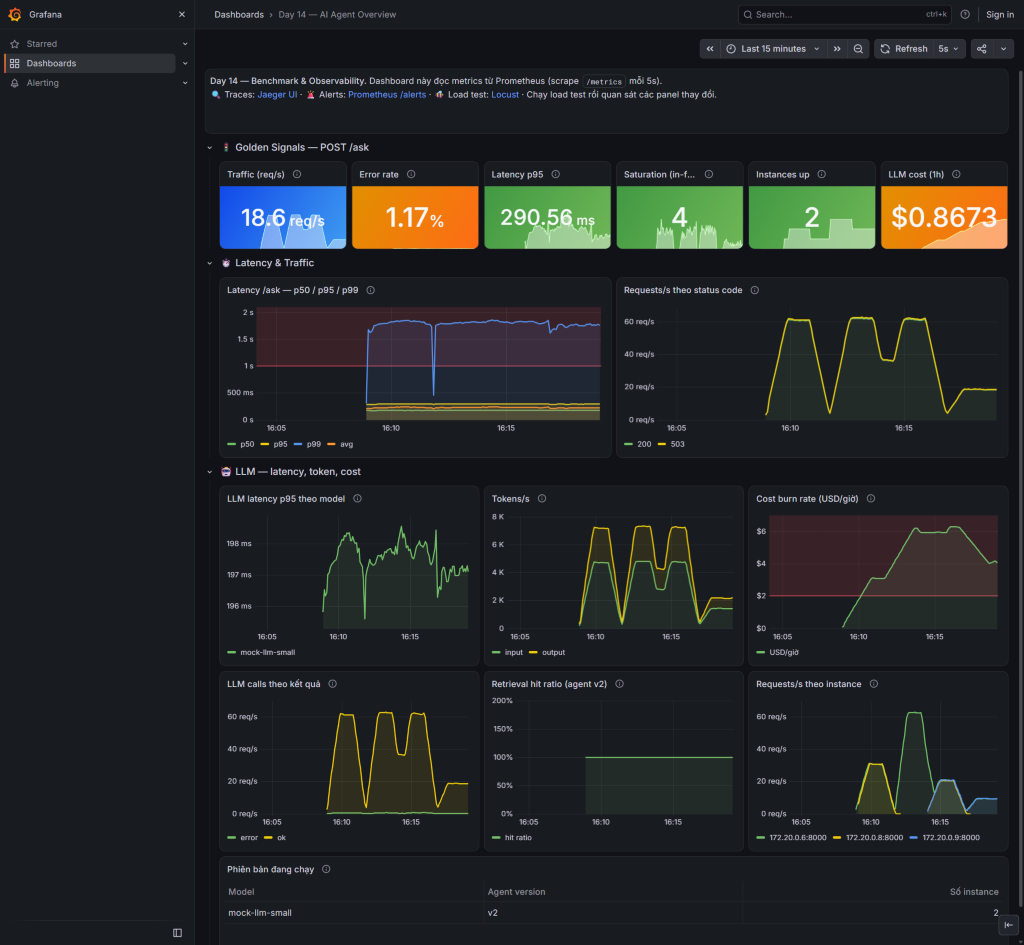 Grafana
Dashboards › Day 14 — AI Agent Overview
Search...
ctrl+k
Sign in
Starred
Dashboards
Alerting
Last 15 minutes
Refresh
5s
Day 14 — Benchmark & Observability. Dashboard này đọc metrics từ Prometheus (scrape /metrics mỗi 5s).
Traces: Jaeger UI · Alerts: Prometheus /alerts · Load test: Locust · Chạy load test rồi quan sát các panel thay đổi.
Golden Signals — POST /ask
Traffic (req/s)
18.6 req/s
Error rate
1.17%
Latency p95
290.56 ms
Saturation (in-f...
4
Instances up
2
LLM cost (1h)
$0.8673
Latency & Traffic
Latency /ask — p50 / p95 / p99
2 s
1.5 s
1 s
500 ms
0 s
16:05
16:10
16:15
p50
p95
p99
avg
Requests/s theo status code
60 req/s
40 req/s
20 req/s
0 req/s
16:05
16:10
16:15
200
503
LLM — latency, token, cost
LLM latency p95 theo model
198 ms
197 ms
196 ms
16:05
16:10
16:15
mock-llm-small
Tokens/s
8 K
6 K
4 K
2 K
0
16:05
16:10
16:15
input
output
Cost burn rate (USD/giờ)
$6
$4
$2
$0
16:05
16:10
16:15
USD/giờ
LLM calls theo kết quả
60 req/s
40 req/s
20 req/s
0 req/s
16:05
16:10
16:15
error
ok
Retrieval hit ratio (agent v2)
200%
150%
100%
50%
0%
16:05
16:10
16:15
hit ratio
Requests/s theo instance
60 req/s
40 req/s
20 req/s
0 req/s
16:05
16:10
16:15
172.20.0.6:8000
172.20.0.8:8000
172.20.0.9:8000
Phiên bản đang chạy
Model
Agent version
Số instance
mock-llm-small
v2
2